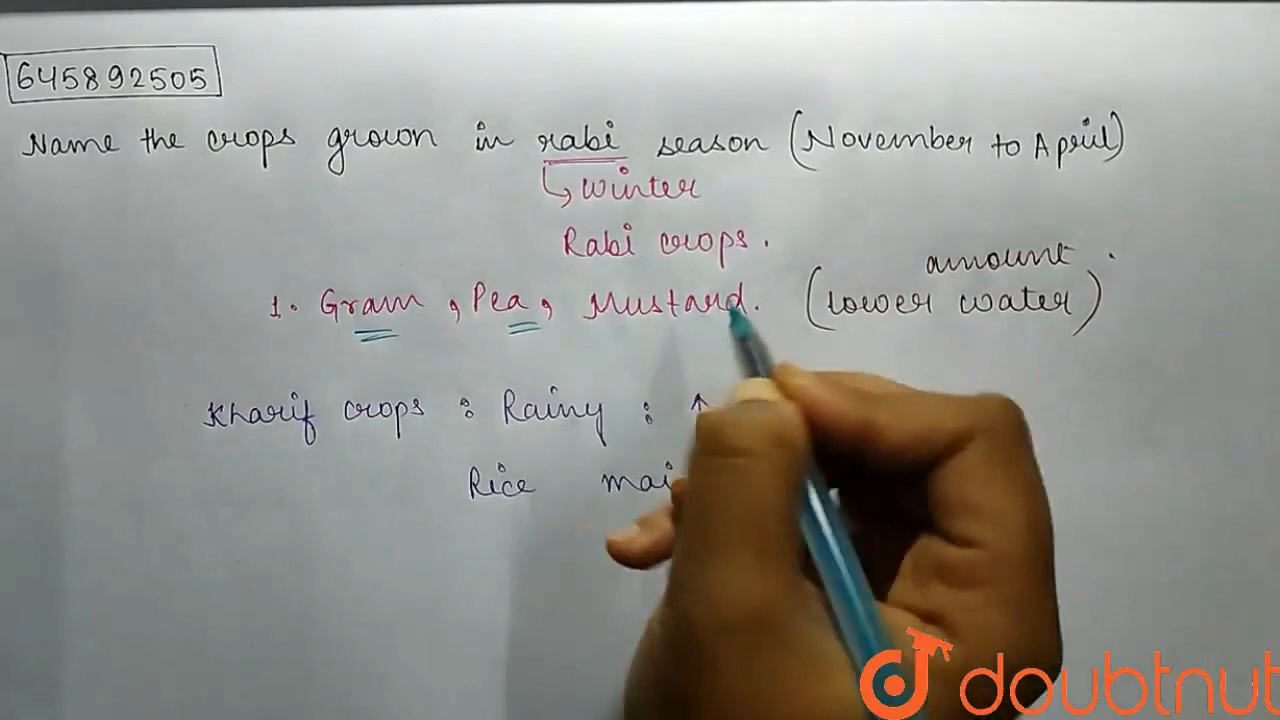 645892505
Name the crops grown in rabi season (November to April)
winter
Rabi crops.
amount.
1. Gram, Pea, Mustard. (lower water)
Kharif crops : Rainy : ↑
Rice
doubtnut